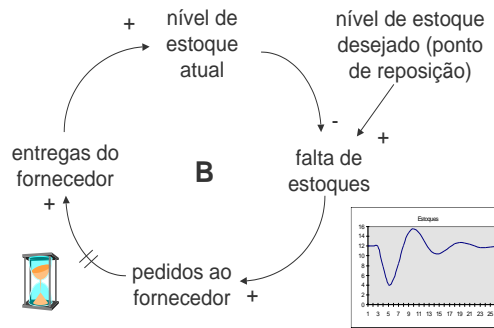 nível de
estoque
atual
nível de estoque
desejado (ponto
de reposição)
+
-
+
entregas do
fornecedor
B
falta de
estoques
+
pedidos ao
fornecedor
+
Estoques
16
14
12
10
8
6
4
2
0
1 3 5 7 9 11 13 15 17 19 21 23 25